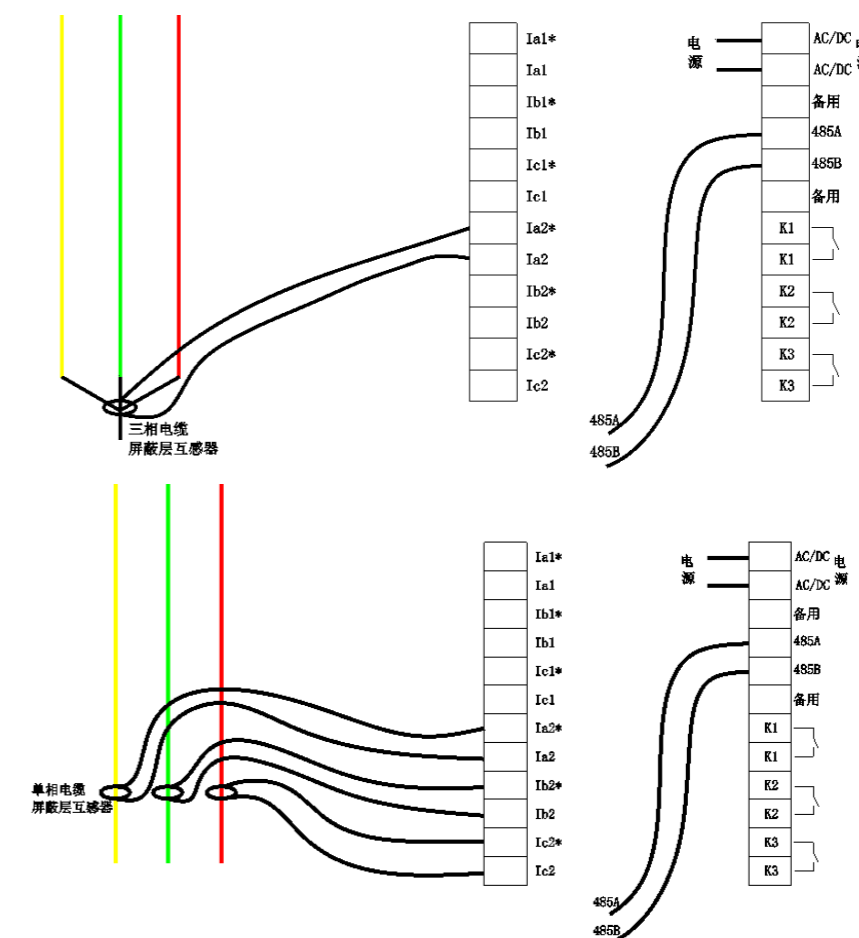 Ia1*
Ia1
Ib1*
Ib1
Ic1*
Ic1
Ia2*
Ia2
Ib2*
Ib2
Ic2*
Ic2
三相电缆
屏蔽层互感器
电
源
AC/DC
AC/DC
备用
485A
485B
备用
K1
K1
K2
K2
K3
K3
485A
485B
Ia1*
Ia1
Ib1*
Ib1
Ic1*
Ic1
Ia2*
Ia2
Ib2*
Ib2
Ic2*
Ic2
单相电缆
屏蔽层互感器
电
源
AC/DC
AC/DC
电
源
备用
485A
485B
备用
K1
K1
K2
K2
K3
K3
485A
485B